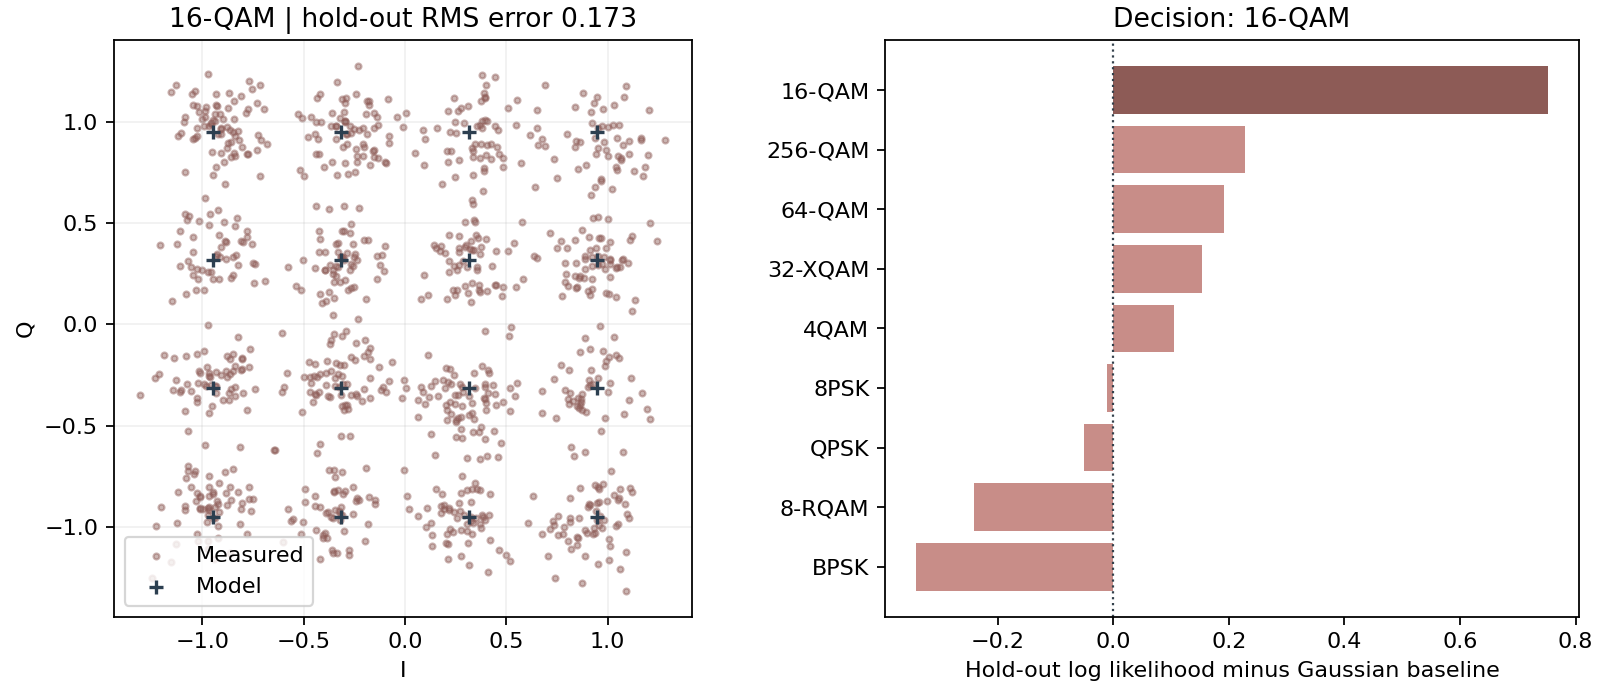 16-QAM | hold-out RMS error 0.173
1.0
0.5
0.0
−0.5
−1.0
Q
Measured
Model
−1.0
−0.5
0.0
0.5
1.0
I
Decision: 16-QAM
16-QAM
256-QAM
64-QAM
32-XQAM
4QAM
8PSK
QPSK
8-RQAM
BPSK
−0.2
0.0
0.2
0.4
0.6
0.8
Hold-out log likelihood minus Gaussian baseline